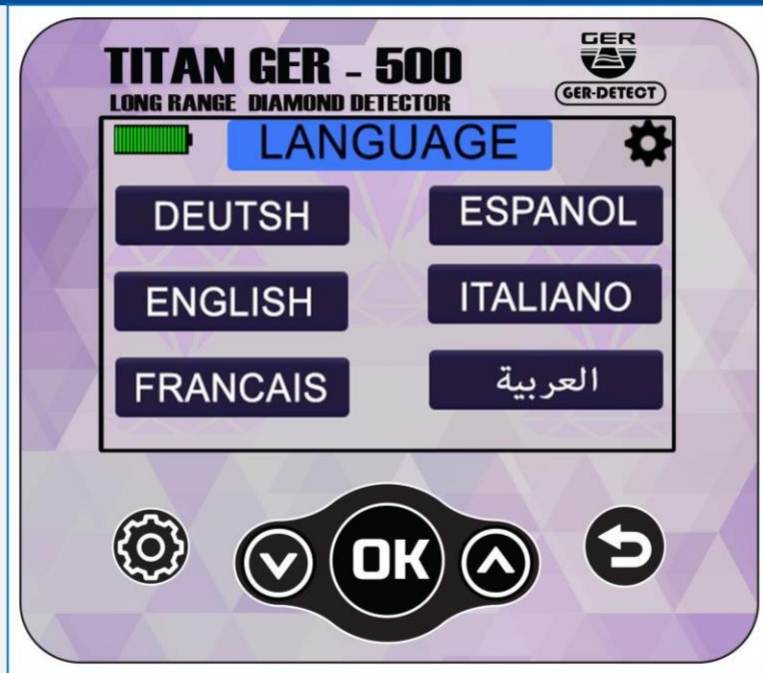 TITAN GER - 500
LONG RANGE DIAMOND DETECTOR
GER
GER-DETECT
LANGUAGE
DEUTSH
ESPANOL
ENGLISH
ITALIANO
FRANCAIS
العربية
OK